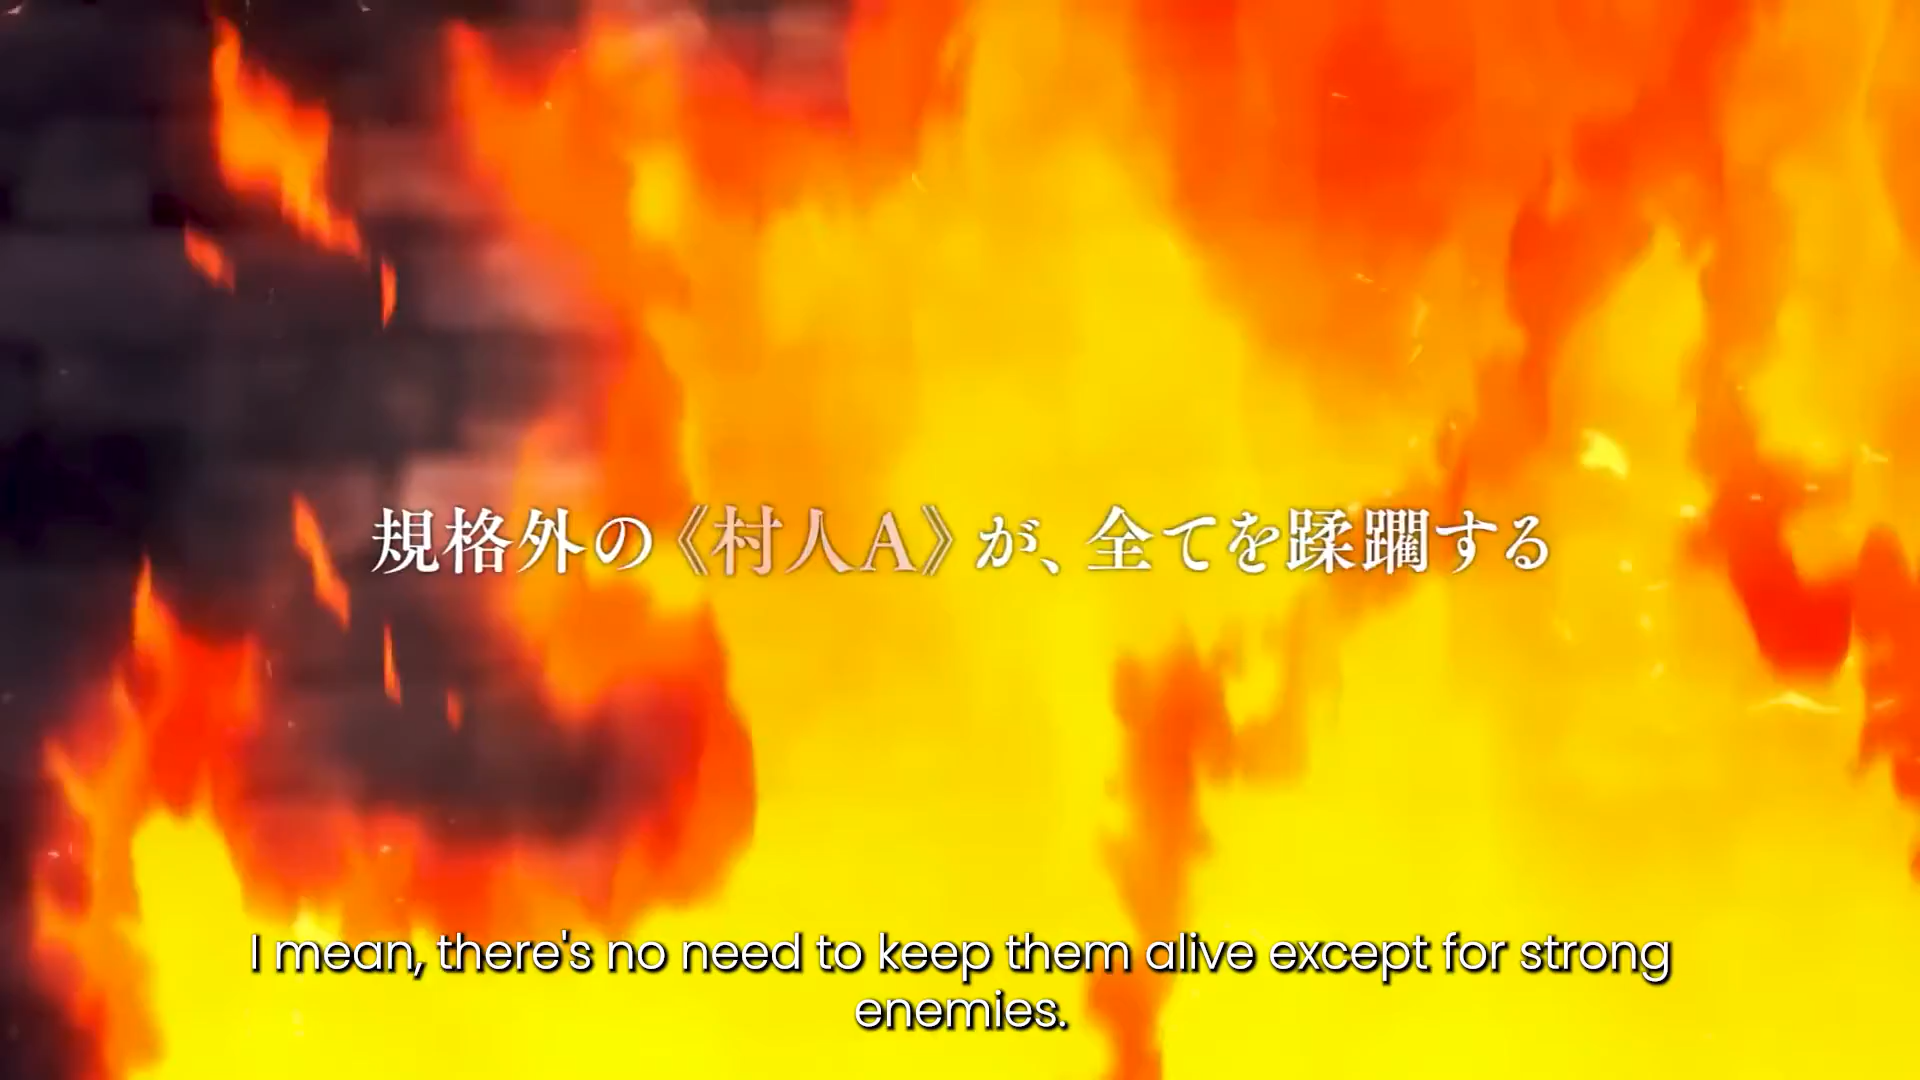 規格外の《村人A》が、全てを蹂躙する
I mean, there's no need to keep them alive except for strong
enemies.